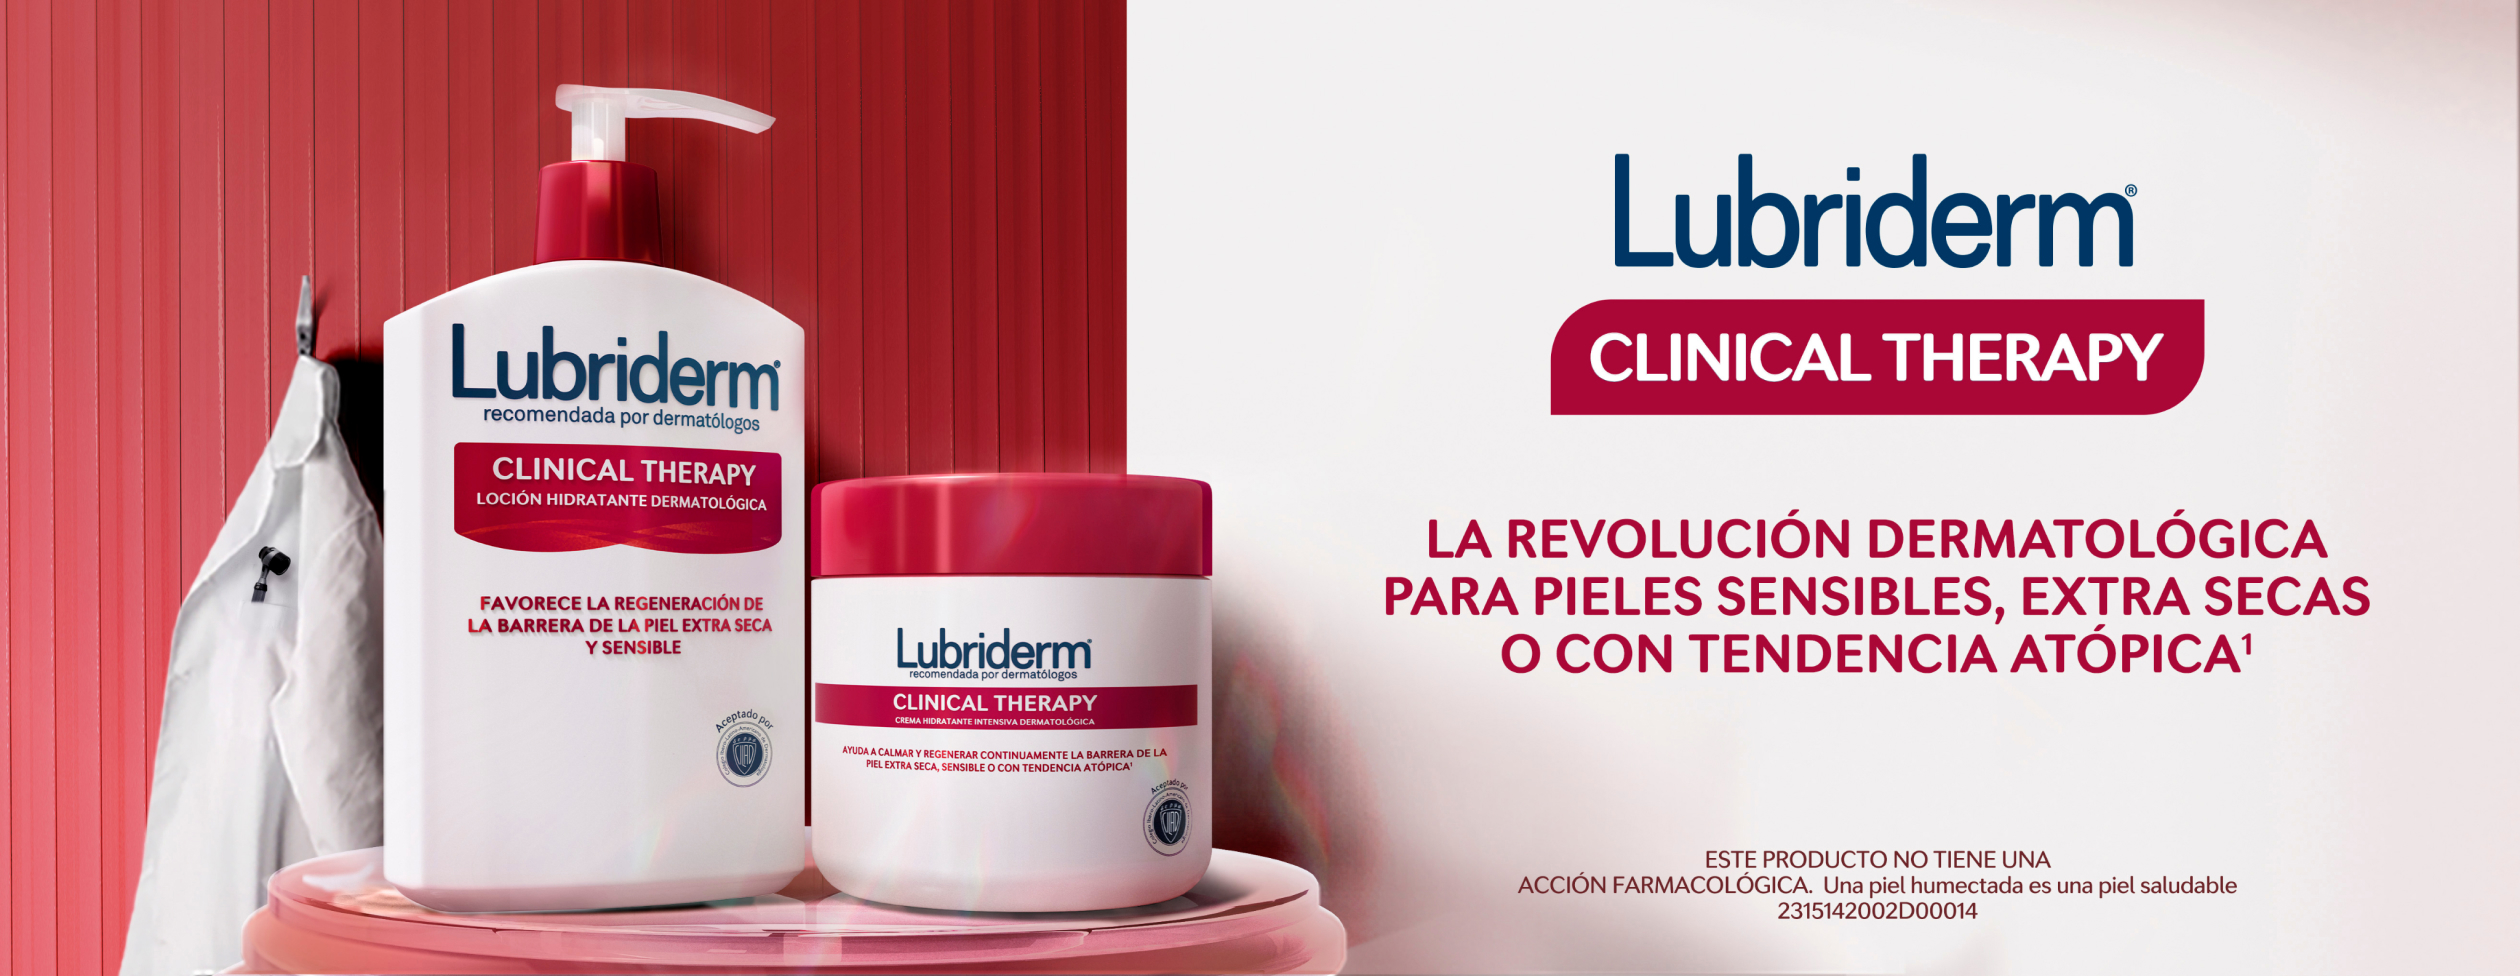 Lubriderm®
recomendada por dermatólogos
CLINICAL THERAPY
LOCIÓN HIDRATANTE DERMATOLÓGICA
FAVORECE LA REGENERACIÓN DE
LA BARRERA DE LA PIEL EXTRA SECA
Y SENSIBLE
Aceptado por
CILAD
Lubriderm®
recomendada por dermatólogos
CLINICAL THERAPY
CREMA HIDRATANTE INTENSIVA DERMATOLÓGICA
AYUDA A CALMAR Y REGENERAR CONTINUAMENTE LA BARRERA DE LA
PIEL EXTRA SECA, SENSIBLE O CON TENDENCIA ATÓPICA¹
Aceptado por
CILAD
Lubriderm®
CLINICAL THERAPY
LA REVOLUCIÓN DERMATOLÓGICA
PARA PIELES SENSIBLES, EXTRA SECAS
O CON TENDENCIA ATÓPICA¹
ESTE PRODUCTO NO TIENE UNA
ACCIÓN FARMACOLÓGICA. Una piel humectada es una piel saludable
2315142002D00014